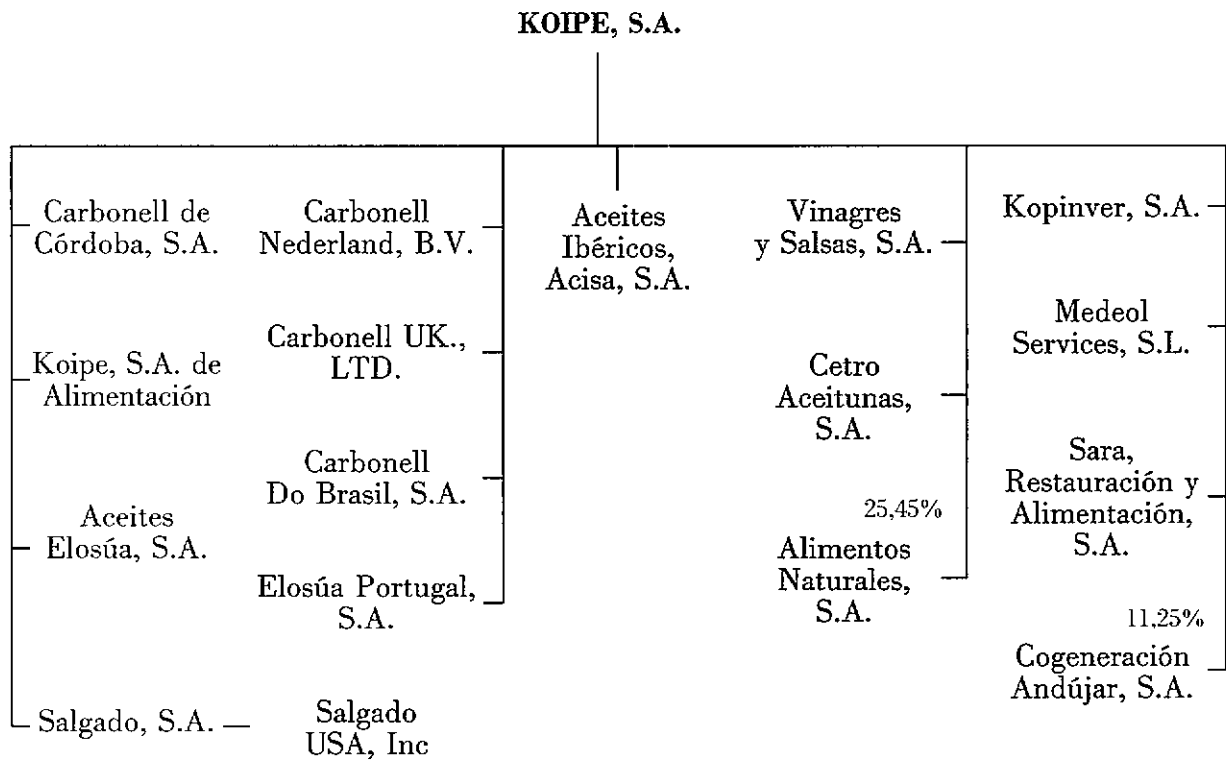 KOIPE, S.A.
Carbonell de
Córdoba, S.A.
Koipe, S.A. de
Alimentación
Aceites
Elosúa, S.A.
Salgado, S.A.
Carbonell
Nederland, B.V.
Carbonell UK.,
LTD.
Carbonell
Do Brasil, S.A.
Elosúa Portugal,
S.A.
Salgado
USA, Inc
Aceites
Ibéricos,
Acisa, S.A.
Vinagres
y Salsas, S.A.
Cetro
Aceitunas,
S.A.
25,45%
Alimentos
Naturales,
S.A.
Kopinver, S.A.
Medeol
Services, S.L.
Sara,
Restauración y
Alimentación,
S.A.
11,25%
Cogeneración
Andújar, S.A.